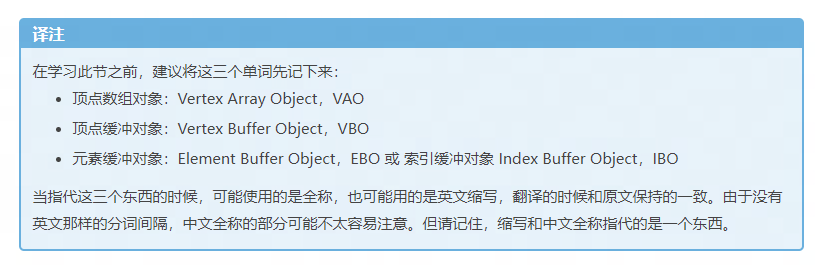 译注
在学习此节之前，建议将这三个单词先记下来：
• 顶点数组对象：Vertex Array Object，VAO
• 顶点缓冲对象：Vertex Buffer Object，VBO
• 元素缓冲对象：Element Buffer Object，EBO 或 索引缓冲对象 Index Buffer Object，IBO
当指代这三个东西的时候，可能使用的是全称，也可能用的是英文缩写，翻译的时候和原文保持的一致。由于没有
英文那样的分词间隔，中文全称的部分可能不太容易注意。但请记住，缩写和中文全称指代的是一个东西。